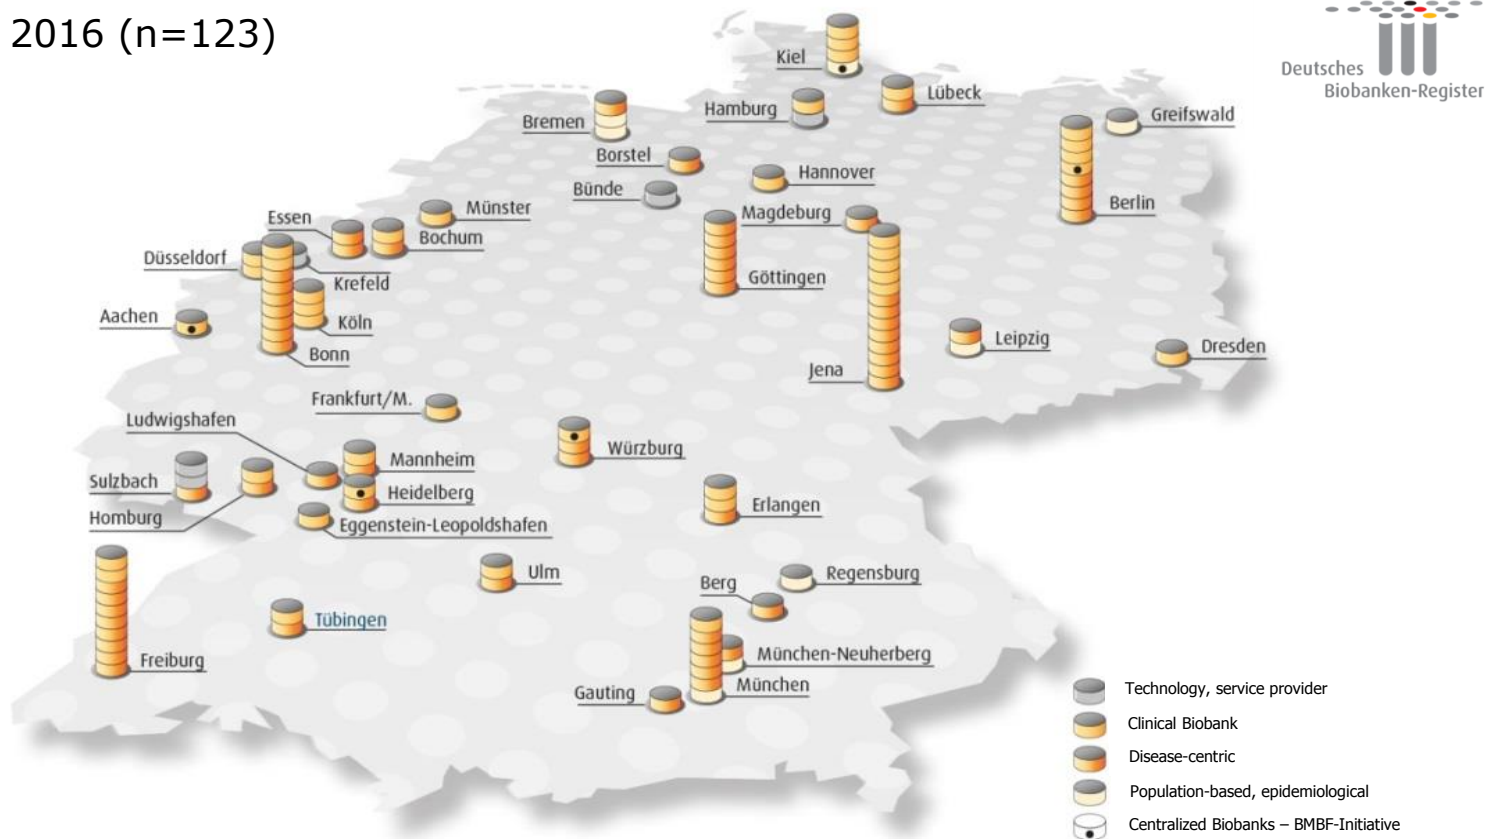 2016 (n=123)
Deutsches
Biobanken-Register
Kiel
Lübeck
Hamburg
Greifswald
Bremen
Borstel
Hannover
Bünde
Berlin
Münster
Magdeburg
Essen
Bochum
Düsseldorf
Krefeld
Göttingen
Aachen
Köln
Leipzig
Dresden
Bonn
Jena
Frankfurt/M.
Ludwigshafen
Würzburg
Mannheim
Sulzbach
Heidelberg
Erlangen
Homburg
Eggenstein-Leopoldshafen
Ulm
Regensburg
Berg
Tübingen
Freiburg
München-Neuherberg
München
Gauting
Technology, service provider
Clinical Biobank
Disease-centric
Population-based, epidemiological
Centralized Biobanks – BMBF-Initiative